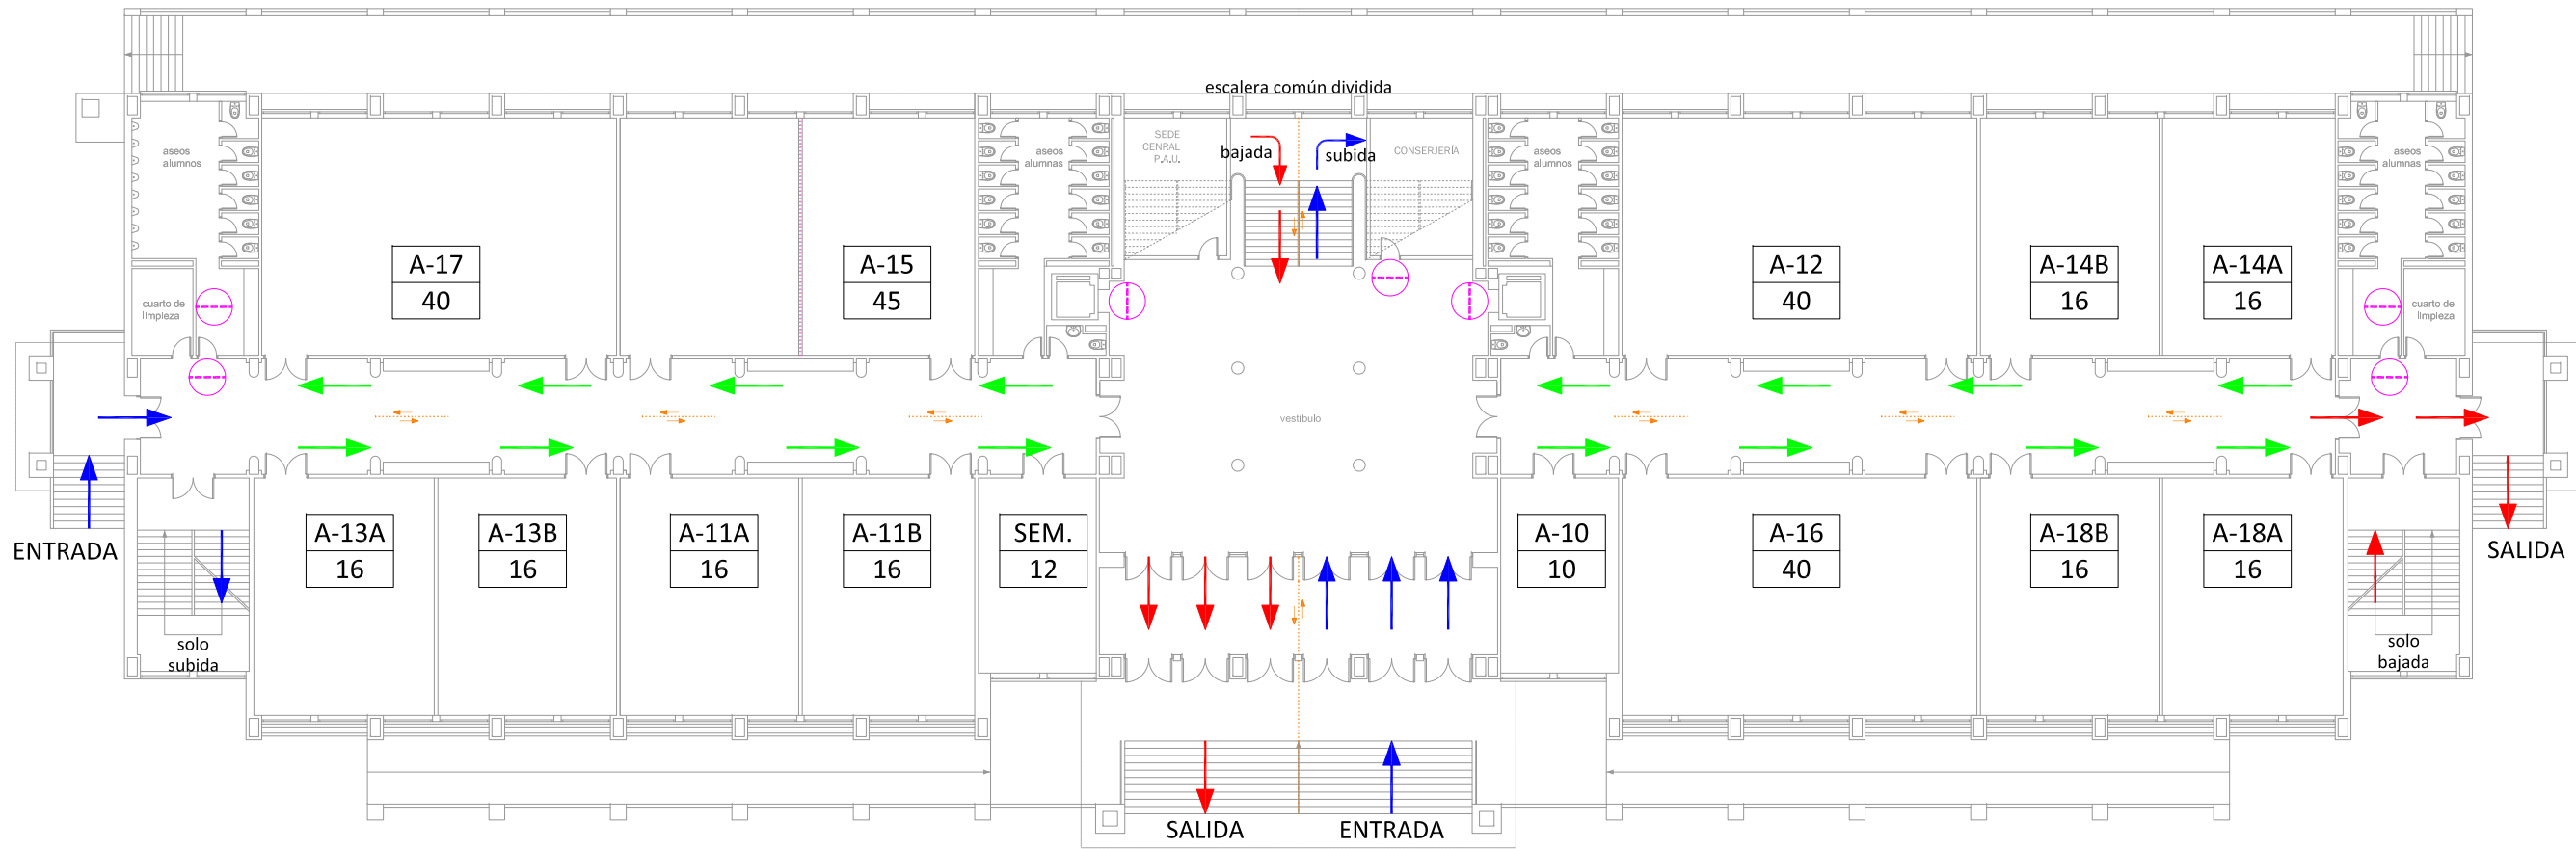 escalera común dividida
aseos
alumnos
aseos
alumnas
SEDE
CENRAL
P.A.U.
bajada
subida
CONSERJERÍA
aseos
alumnos
aseos
alumnas
A-17
40
A-15
45
A-12
40
A-14B
16
A-14A
16
cuarto de
limpieza
cuarto de
limpieza
vestíbulo
ENTRADA
A-13A
16
A-13B
16
A-11A
16
A-11B
16
SEM.
12
A-10
10
A-16
40
A-18B
16
A-18A
16
SALIDA
solo
subida
solo
bajada
SALIDA
ENTRADA